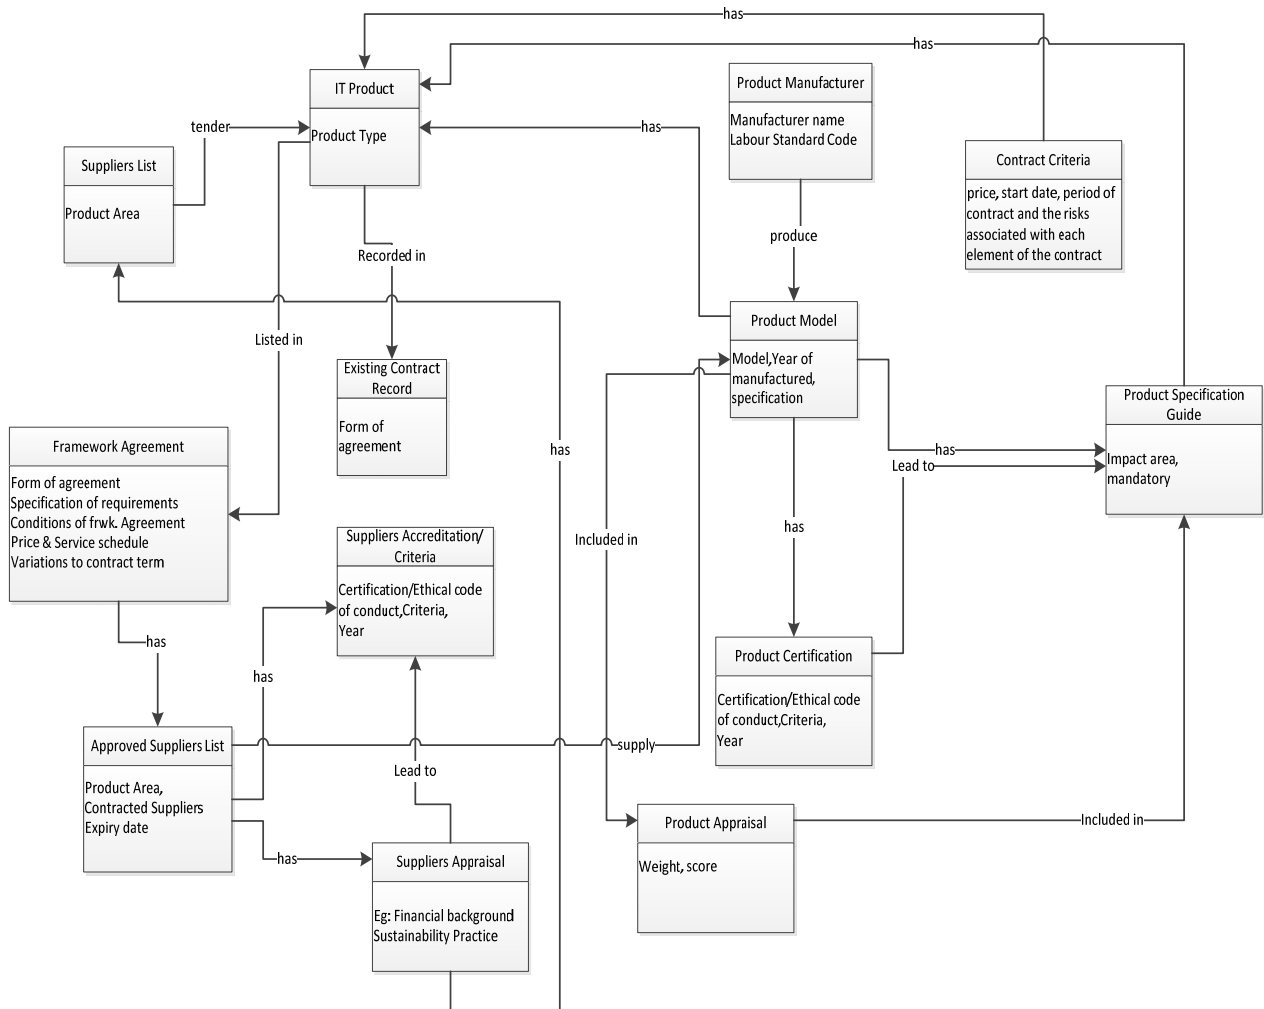 has
has
IT Product
Product Type
Product Manufacturer
Manufacturer name
Labour Standard Code
tender
has
Suppliers List
Product Area
Contract Criteria
price, start date, period of
contract and the risks
associated with each
element of the contract
produce
Recorded in
Product Model
Model,Year of
manufactured,
specification
Listed in
Existing Contract
Record
Form of
agreement
Product Specification
Guide
Impact area,
mandatory
Framework Agreement
Form of agreement
Specification of requirements
Conditions of frwk. Agreement
Price & Service schedule
Variations to contract term
has
has
Lead to
has
Included in
Suppliers Accreditation/
Criteria
Certification/Ethical code
of conduct,Criteria,
Year
has
has
Product Certification
Certification/Ethical code
of conduct,Criteria,
Year
Approved Suppliers List
Product Area,
Contracted Suppliers
Expiry date
supply
Lead to
Product Appraisal
Weight, score
Included in
has
Suppliers Appraisal
Eg: Financial background
Sustainability Practice